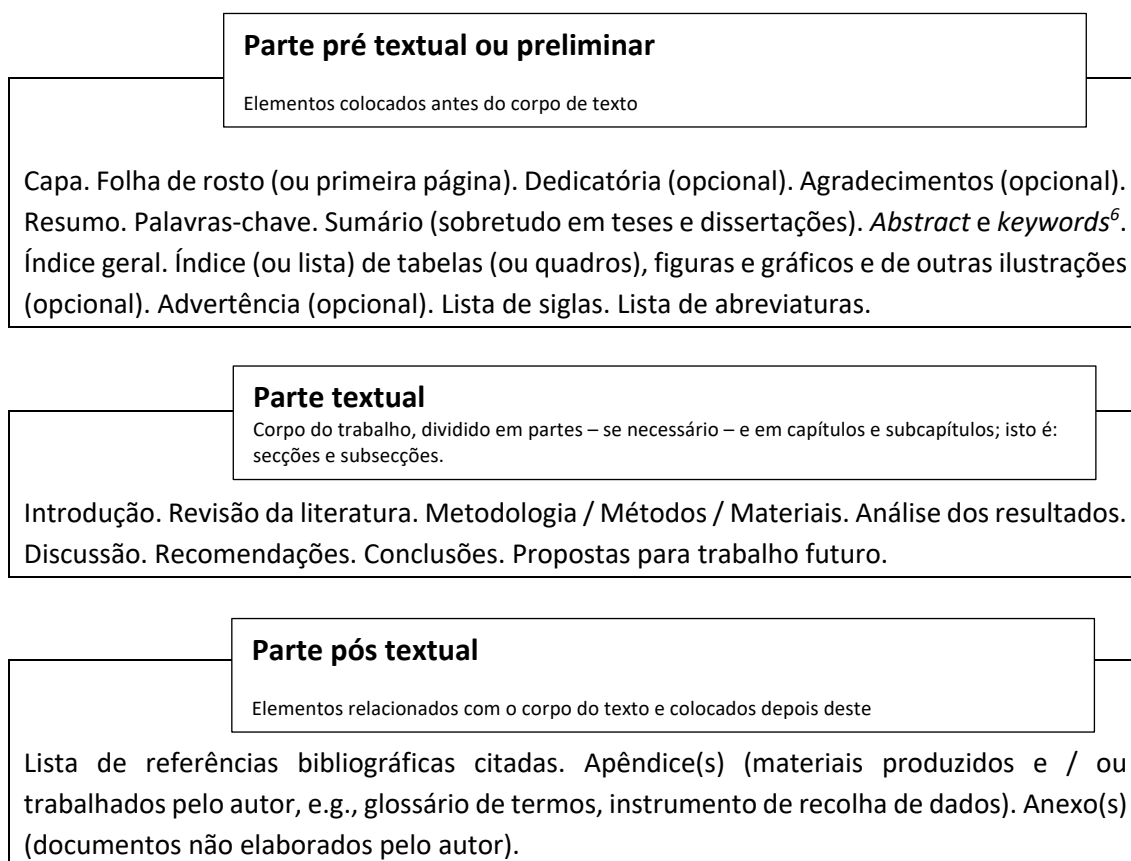 Parte pré textual ou preliminar
Elementos colocados antes do corpo de texto
Capa. Folha de rosto (ou primeira página). Dedicatória (opcional). Agradecimentos (opcional).
Resumo. Palavras-chave. Sumário (sobretudo em teses e dissertações). Abstract e keywords⁶.
Índice geral. Índice (ou lista) de tabelas (ou quadros), figuras e gráficos e de outras ilustrações
(opcional). Advertência (opcional). Lista de siglas. Lista de abreviaturas.
Parte textual
Corpo do trabalho, dividido em partes – se necessário – e em capítulos e subcapítulos; isto é:
secções e subsecções.
Introdução. Revisão da literatura. Metodologia / Métodos / Materiais. Análise dos resultados.
Discussão. Recomendações. Conclusões. Propostas para trabalho futuro.
Parte pós textual
Elementos relacionados com o corpo do texto e colocados depois deste
Lista de referências bibliográficas citadas. Apêndice(s) (materiais produzidos e / ou
trabalhados pelo autor, e.g., glossário de termos, instrumento de recolha de dados). Anexo(s)
(documentos não elaborados pelo autor).